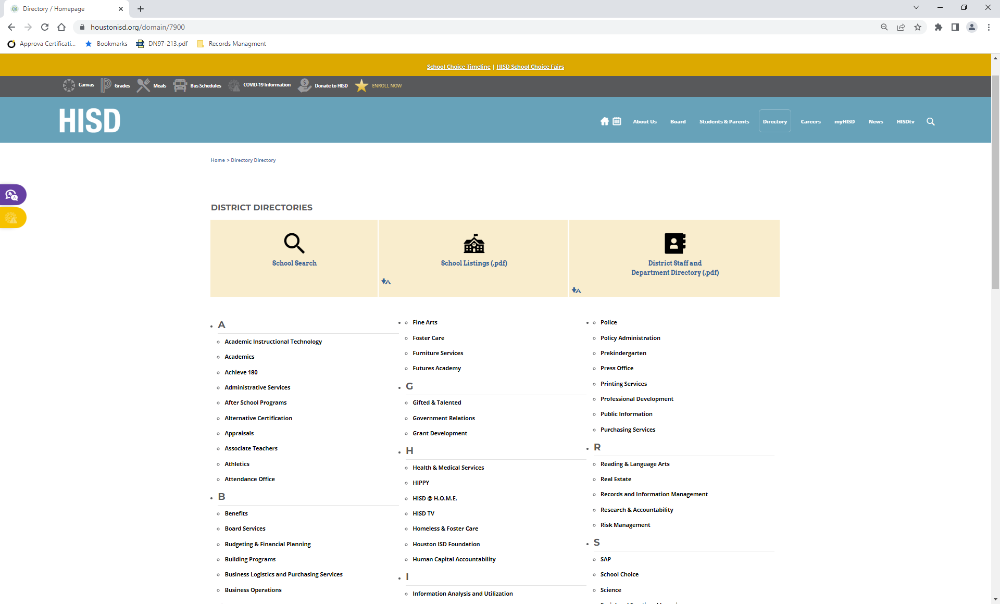 Directory / Homepage
houstonisd.org/domain/7900
Approva Certificati... Bookmarks DN97-213.pdf Records Managment
School Choice Timeline | HISD School Choice Fairs
Canvas Grades Meals Bus Schedules COVID-19 Information Donate to HISD ENROLL NOW
HISD
About Us Board Students & Parents Directory Careers myHISD News HISDtv
Home > Directory Directory
DISTRICT DIRECTORIES
School Search
School Listings (.pdf)
District Staff and
Department Directory (.pdf)
A
Academic Instructional Technology
Academics
Achieve 180
Administrative Services
After School Programs
Alternative Certification
Appraisals
Associate Teachers
Athletics
Attendance Office
B
Benefits
Board Services
Budgeting & Financial Planning
Building Programs
Business Logistics and Purchasing Services
Business Operations
Fine Arts
Foster Care
Furniture Services
Futures Academy
G
Gifted & Talented
Government Relations
Grant Development
H
Health & Medical Services
HIPPY
HISD @ H.O.M.E.
HISD TV
Homeless & Foster Care
Houston ISD Foundation
Human Capital Accountability
I
Information Analysis and Utilization
Police
Policy Administration
Prekindergarten
Press Office
Printing Services
Professional Development
Public Information
Purchasing Services
R
Reading & Language Arts
Real Estate
Records and Information Management
Research & Accountability
Risk Management
S
SAP
School Choice
Science